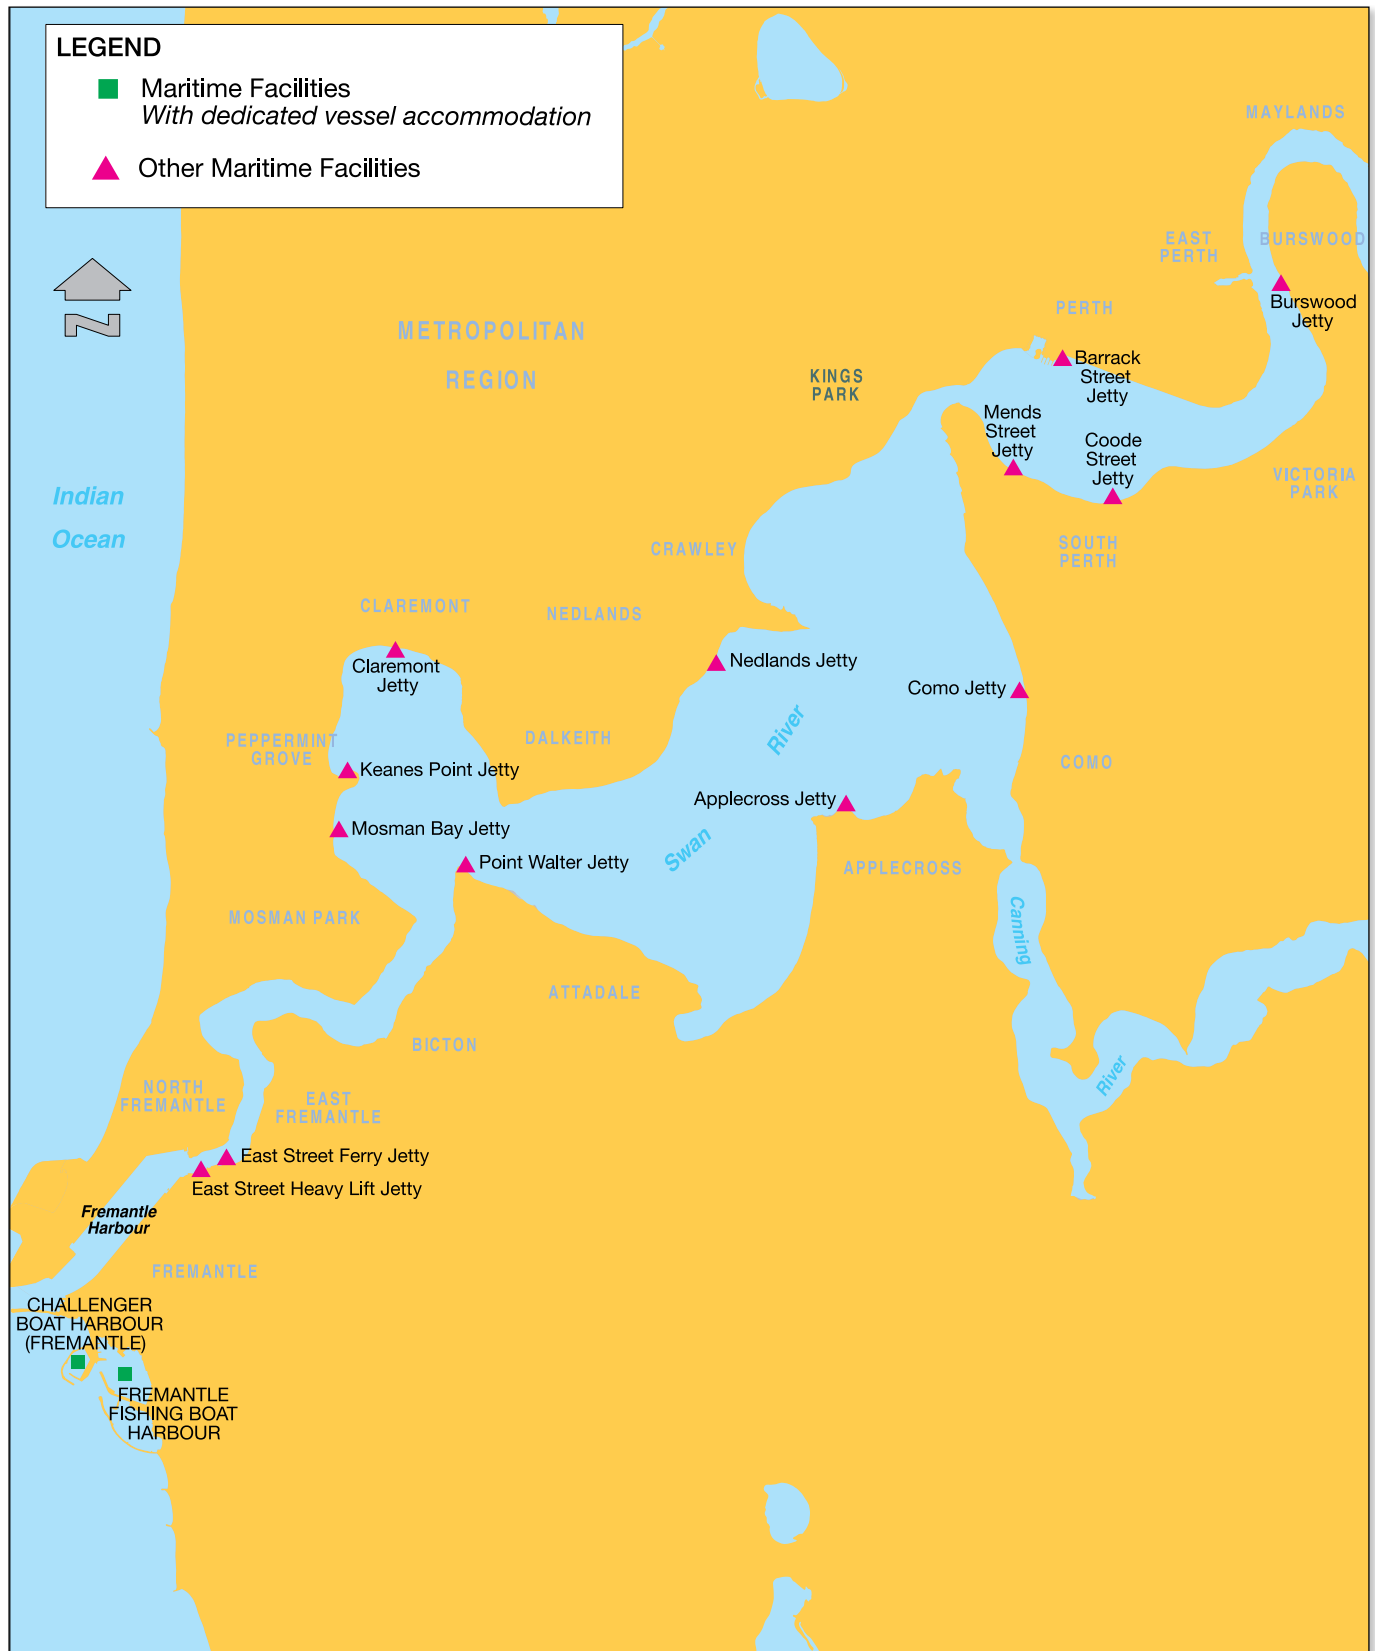 LEGEND
Maritime Facilities
With dedicated vessel accommodation
Other Maritime Facilities
N
MAYLANDS
EAST
PERTH
BURSWOOD
Burswood
Jetty
PERTH
METROPOLITAN
REGION
Barrack
Street
Jetty
KINGS
PARK
Mends
Street
Jetty
Coode
Street
Jetty
VICTORIA
PARK
Indian
Ocean
CRAWLEY
SOUTH
PERTH
CLAREMONT
NEDLANDS
Claremont
Jetty
Nedlands Jetty
Como Jetty
River
PEPPERMINT
GROVE
DALKEITH
COMO
Keanes Point Jetty
Applecross Jetty
Mosman Bay Jetty
Swan
Point Walter Jetty
APPLECROSS
MOSMAN PARK
Canning
ATTADALE
BICTON
River
NORTH
FREMANTLE
EAST
FREMANTLE
East Street Ferry Jetty
East Street Heavy Lift Jetty
Fremantle
Harbour
FREMANTLE
CHALLENGER
BOAT HARBOUR
(FREMANTLE)
FREMANTLE
FISHING BOAT
HARBOUR